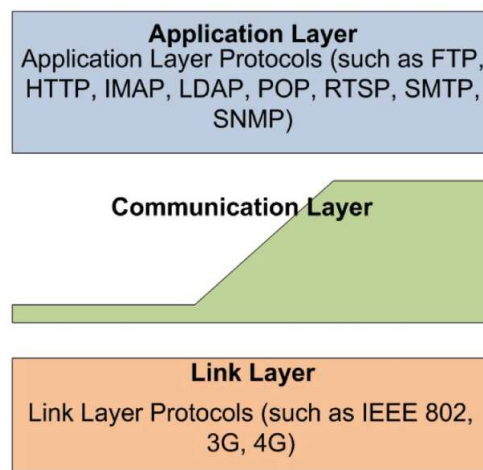 Application Layer
Application Layer Protocols (such as FTP,
HTTP, IMAP, LDAP, POP, RTSP, SMTP,
SNMP)
Communication Layer
Link Layer
Link Layer Protocols (such as IEEE 802,
3G, 4G)